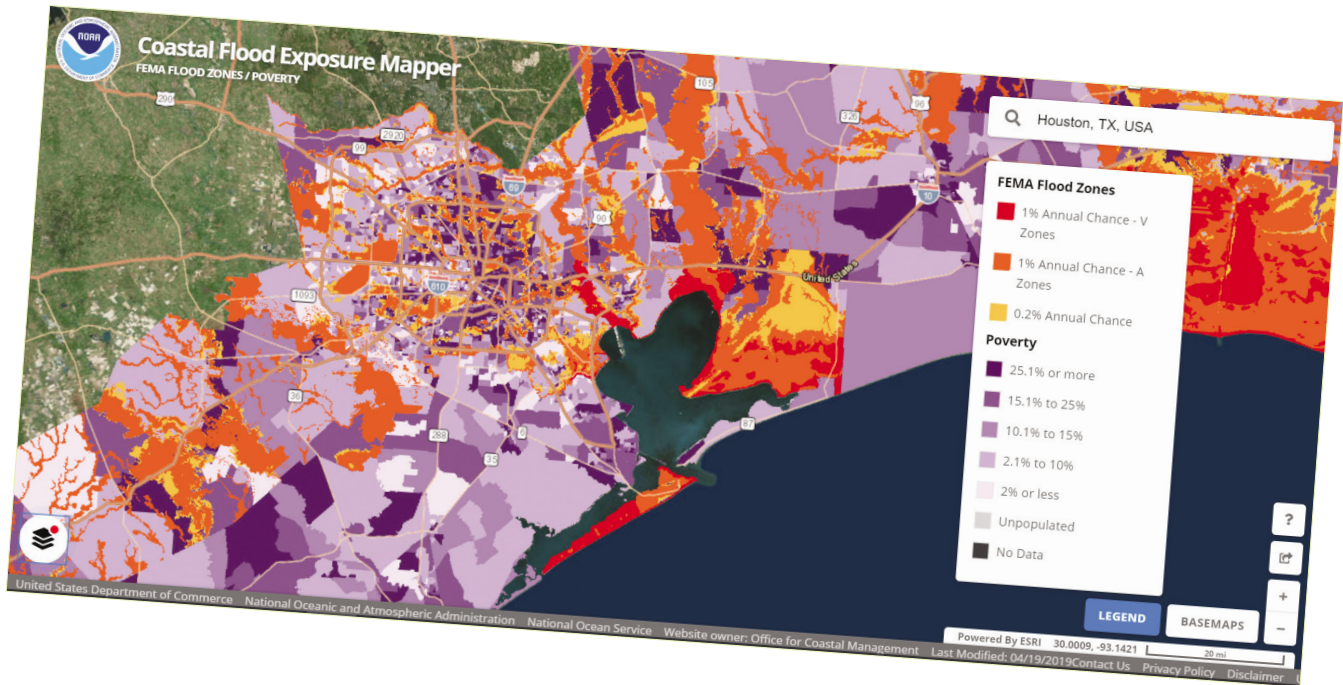 NOAA
Coastal Flood Exposure Mapper
FEMA FLOOD ZONES / POVERTY
290
2920
99
69
90
105
326
96
10
Houston, TX, USA
FEMA Flood Zones
1% Annual Chance - V
Zones
1% Annual Chance - A
Zones
0.2% Annual Chance
Poverty
25.1% or more
15.1% to 25%
10.1% to 15%
2.1% to 10%
2% or less
Unpopulated
No Data
United States
610
1093
36
288
6
35
87
?
+
−
LEGEND
BASEMAPS
Powered By ESRI 30.0009, -93.1421
20 mi
United States Department of Commerce National Oceanic and Atmospheric Administration National Ocean Service Website owner: Office for Coastal Management Last Modified: 04/19/2019Contact Us Privacy Policy Disclaimer